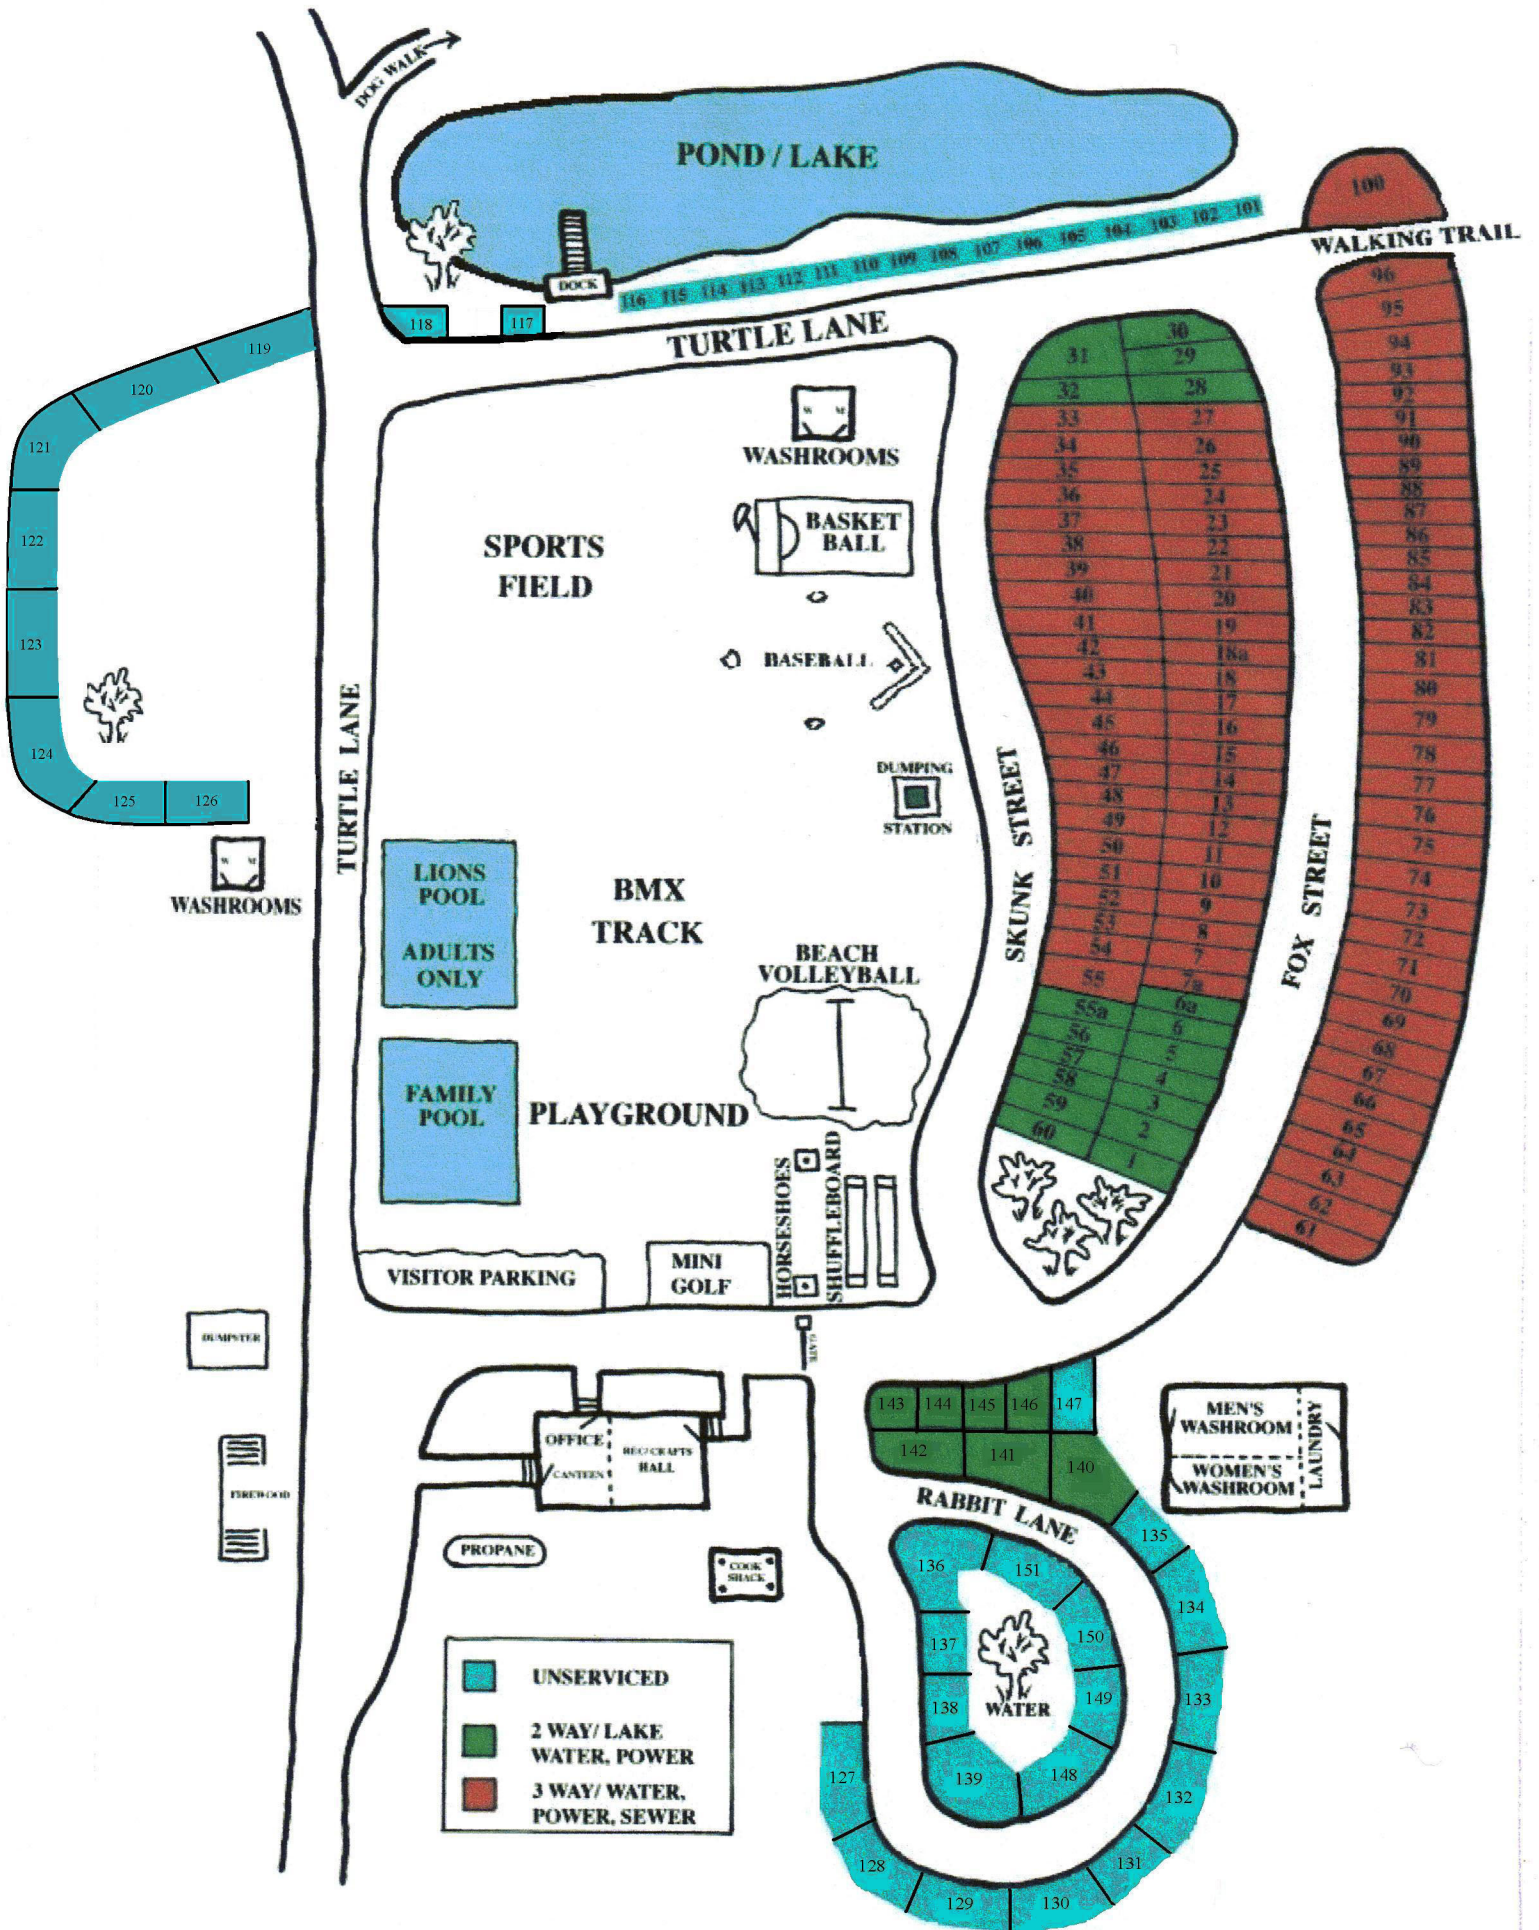 DOG WALK
POND / LAKE
DOCK
100
WALKING TRAIL
116 115 114 113 112 111 110 109 108 107 106 105 104 103 102 101
118
117
TURTLE LANE
119
120
121
122
123
124
125
126
W M
WASHROOMS
TURTLE LANE
W M
WASHROOMS
SPORTS
FIELD
BASKET
BALL
BASEBALL
DUMPING
STATION
LIONS
POOL
ADULTS
ONLY
BMX
TRACK
BEACH
VOLLEYBALL
FAMILY
POOL
PLAYGROUND
HORSESHOES
SHUFFLEBOARD
VISITOR PARKING
MINI
GOLF
GATE
SKUNK STREET
FOX STREET
30
31
29
32
28
33
27
34
26
35
25
36
24
37
23
38
22
39
21
40
20
41
19
42
18a
43
18
44
17
45
16
46
15
47
14
48
13
49
12
50
11
51
10
52
9
53
8
54
7
55
7a
55a
6a
56
6
57
5
58
4
59
3
60
2
1
96
95
94
93
92
91
90
89
88
87
86
85
84
83
82
81
80
79
78
77
76
75
74
73
72
71
70
69
68
67
66
65
64
63
62
61
DUMPSTER
FIREWOOD
OFFICE
CANTEEN
REC/CRAFTS
HALL
PROPANE
COOK
SHACK
143
144
145
146
147
142
141
140
MEN'S
WASHROOM
WOMEN'S
WASHROOM
LAUNDRY
RABBIT LANE
135
136
151
134
137
150
138
149
133
WATER
139
148
127
132
128
131
129
130
UNSERVICED
2 WAY/ LAKE
WATER, POWER
3 WAY/ WATER,
POWER, SEWER